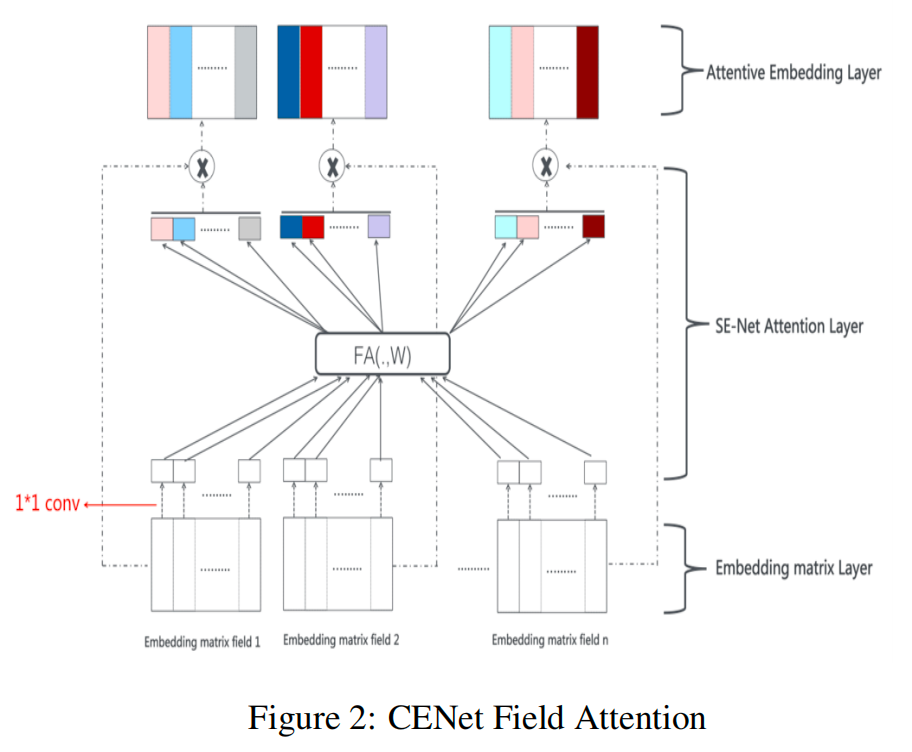 Attentive Embedding Layer
X X X
SE-Net Attention Layer
FA(.,W)
1*1 conv
Embedding matrix Layer
Embedding matrix field 1
Embedding matrix field 2
Embedding matrix field n
Figure 2: CENet Field Attention